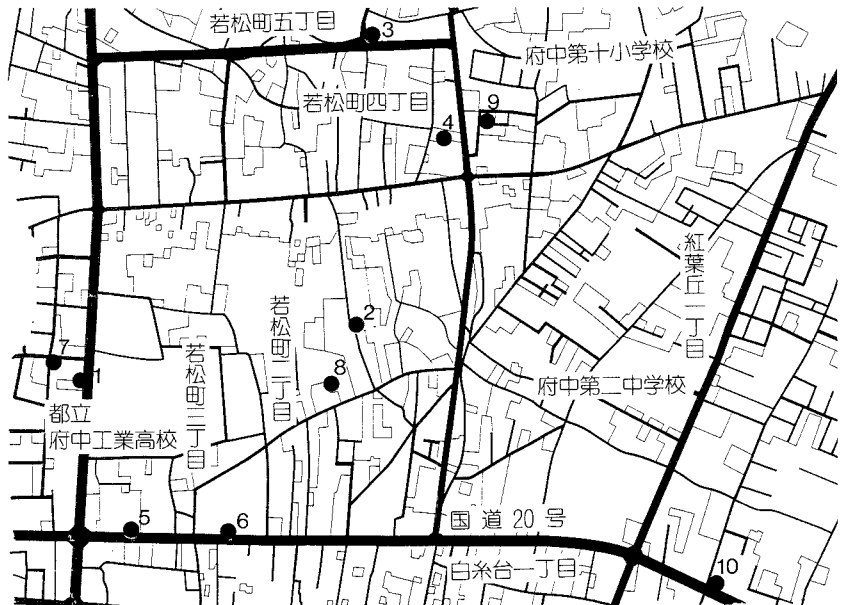 若松町五丁目
3
府中第十小学校
若松町四丁目
9
4
紅葉丘二丁目
若松町二丁目
2
若松町三丁目
7
1
8
府中第二中学校
都立
府中工業高校
5
6
国道20号
白糸台一丁目
10